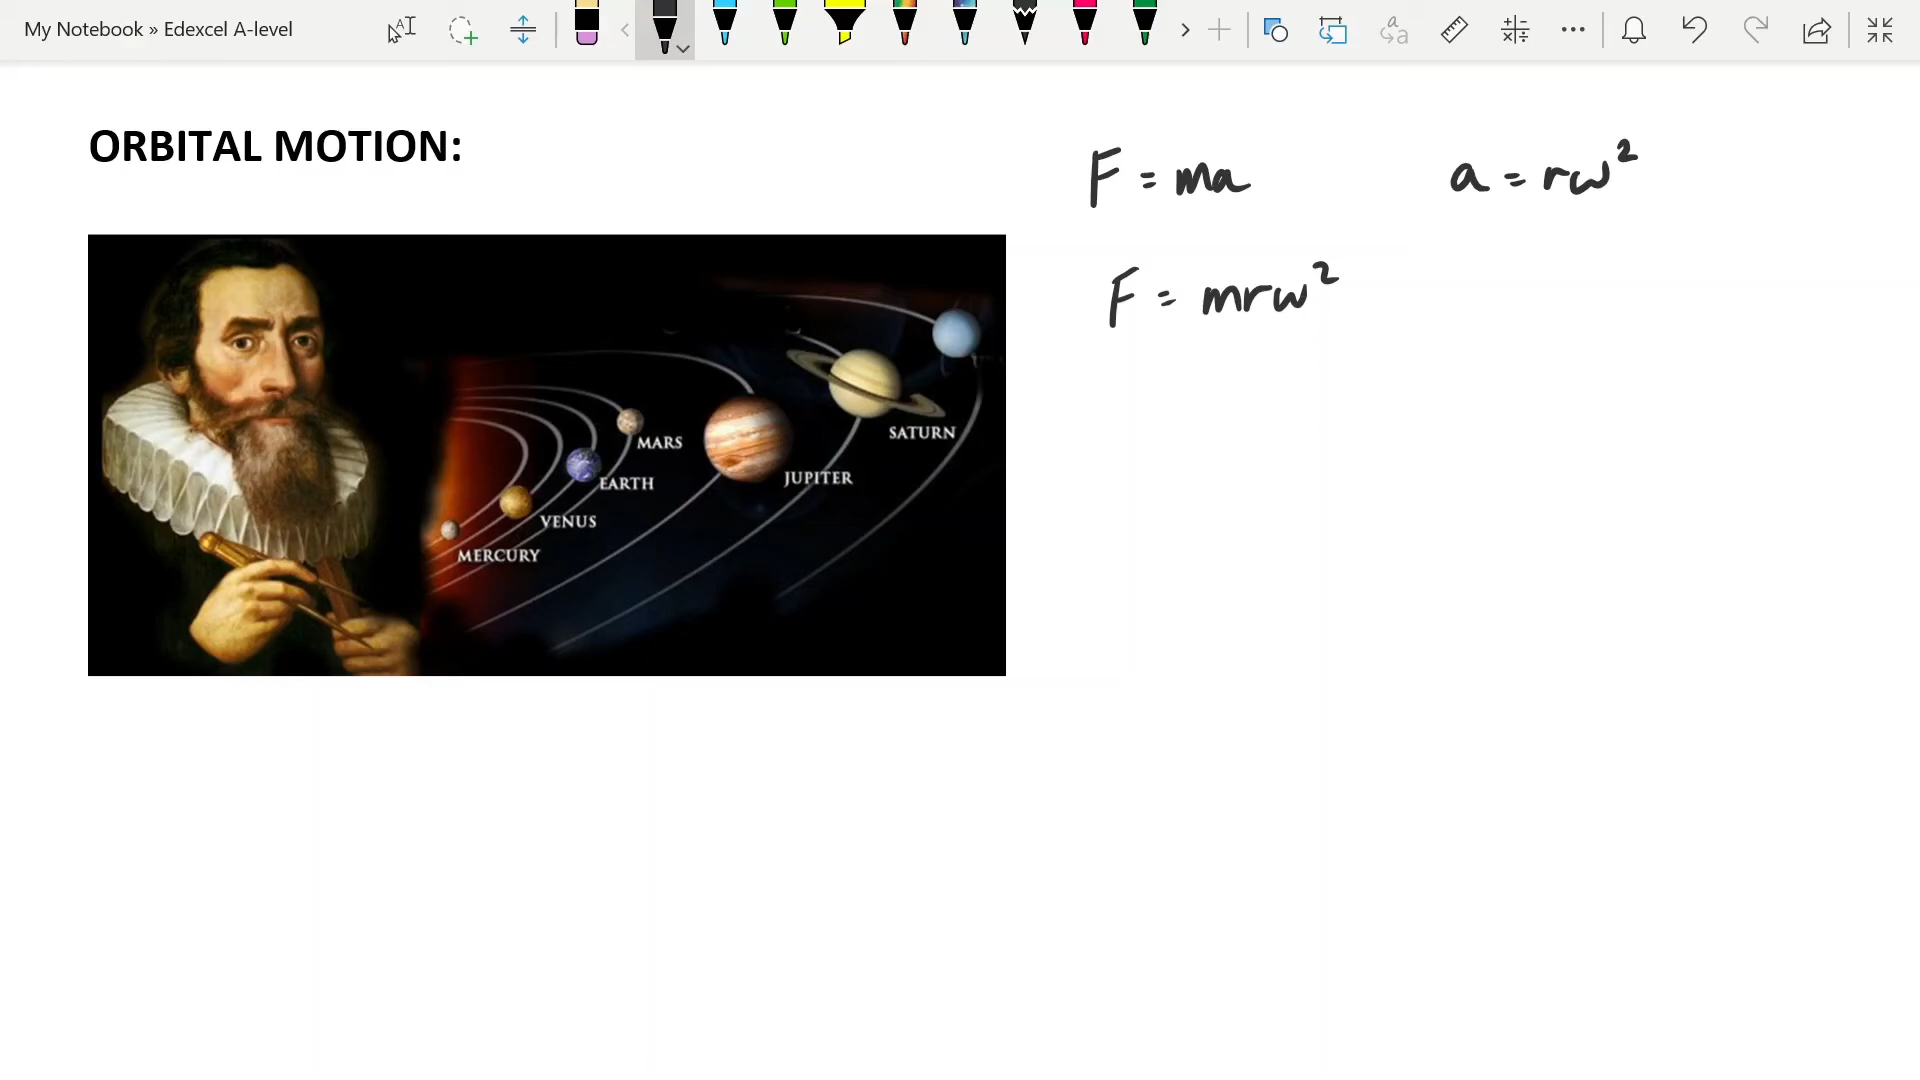 My Notebook » Edexcel A-level
ORBITAL MOTION:
F = ma
a = rω²
F = mrω²
MARS
SATURN
EARTH
JUPITER
VENUS
MERCURY